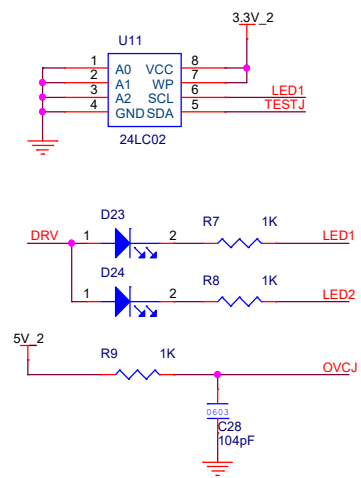 3.3V_2
U11
1 A0 VCC 8
2 A1 WP 7
3 A2 SCL 6 LED1
4 GND SDA 5 TESTJ
24LC02
D23 R7 1K
DRV 1 2 LED1
D24 R8 1K
1 2 LED2
5V_2
R9 1K
OVCJ
0603
C28
104pF